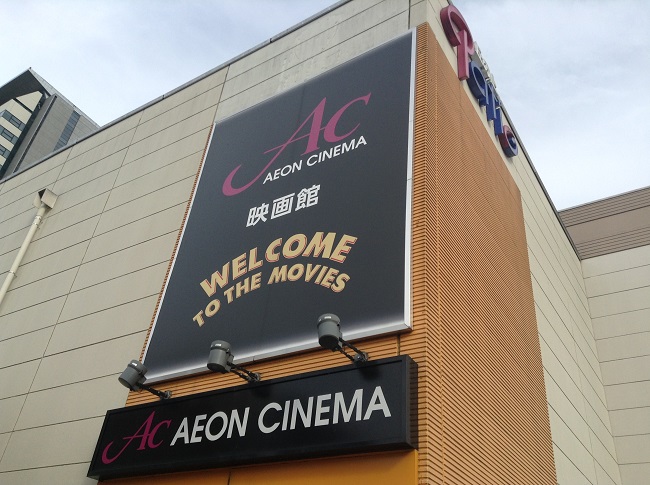 AC
AEON CINEMA
映画館
WELCOME
TO THE MOVIES
AC AEON CINEMA